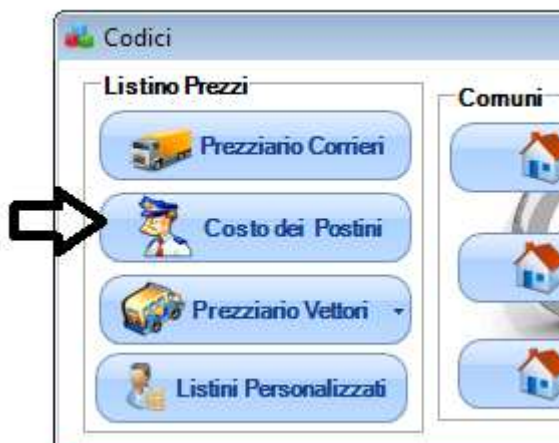 Codici
Listino Prezzi
Prezziario Corrieri
Costo dei Postini
Prezziario Vettori
Listini Personalizzati
Comuni